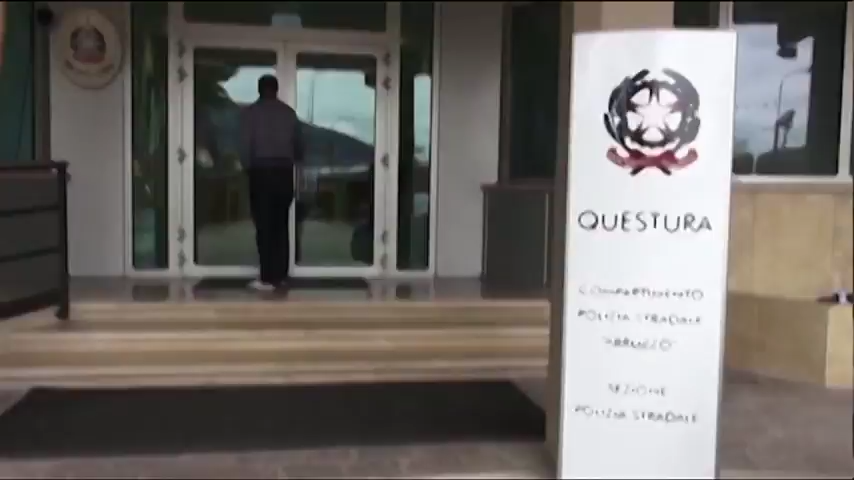 QUESTURA
COMPARTIMENTO
POLIZIA STRADALE
"ABRUZZO"
SEZIONE
POLIZIA STRADALE